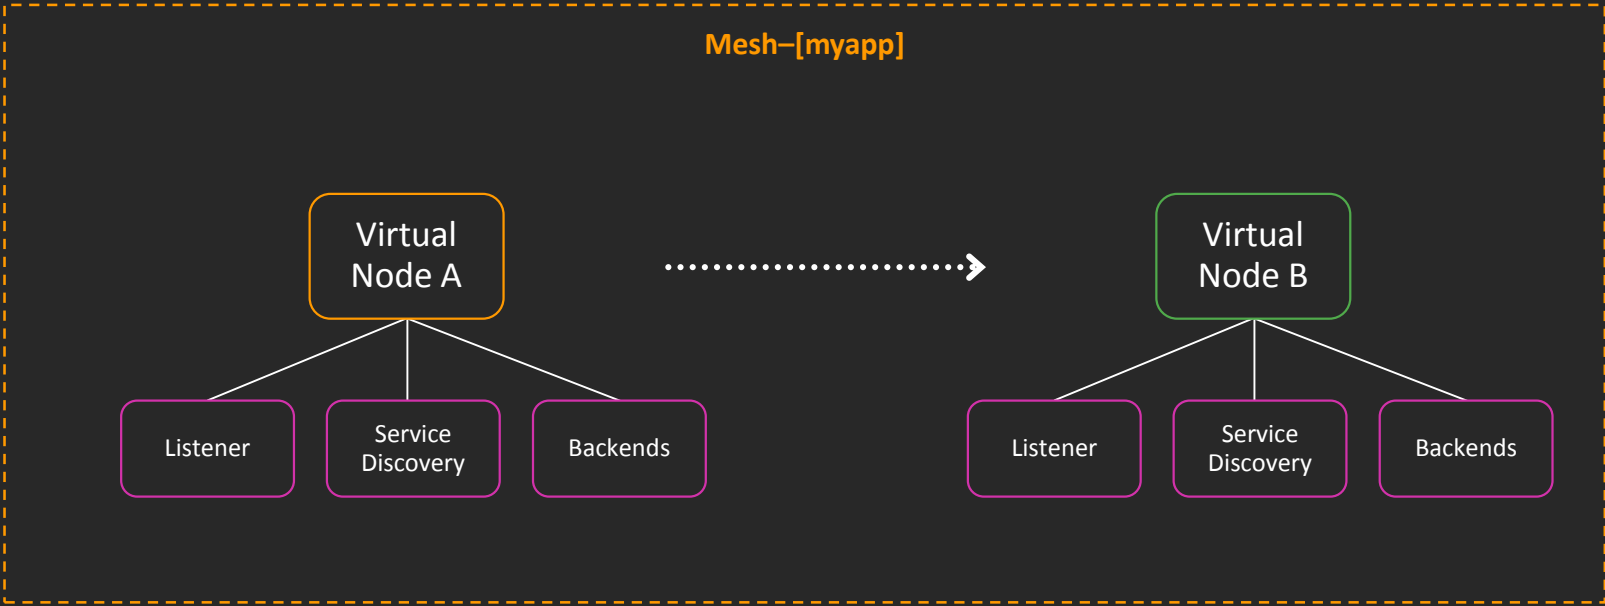 Mesh–[myapp]
Virtual
Node A
Virtual
Node B
Listener
Service
Discovery
Backends
Listener
Service
Discovery
Backends